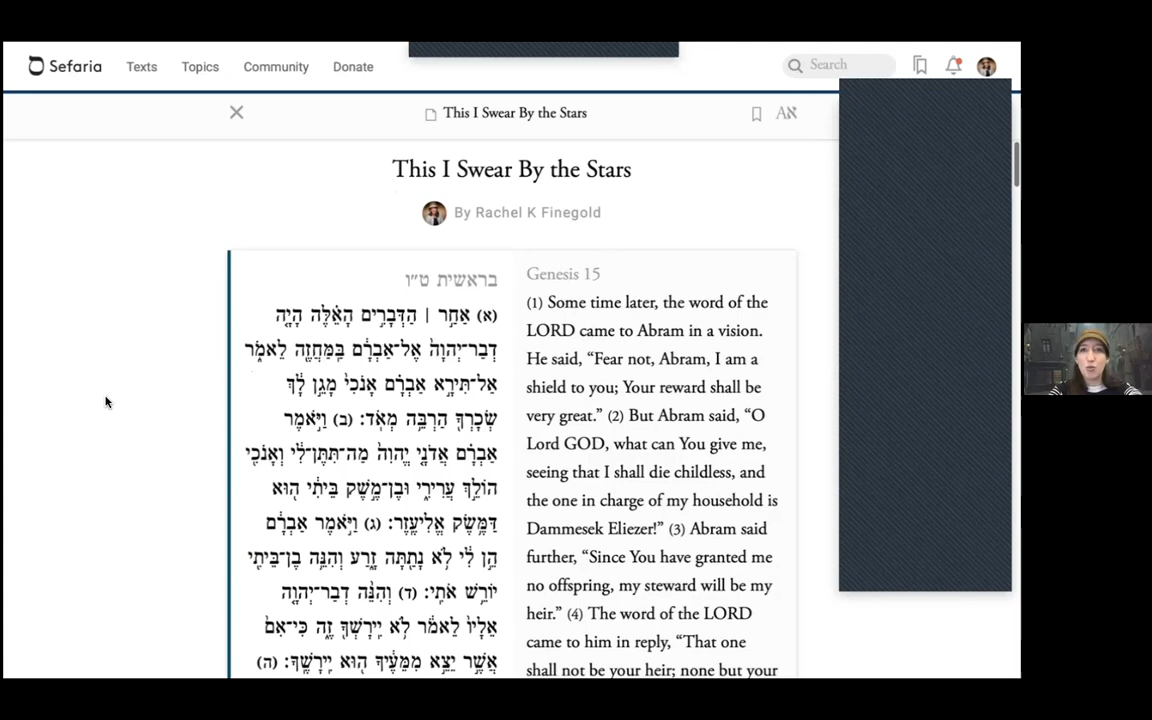 Sefaria
Texts
Topics
Community
Donate
Search
This I Swear By the Stars
Aא
This I Swear By the Stars
By Rachel K Finegold
בראשית ט״ו
(א) אַחַ֣ר ׀ הַדְּבָרִ֣ים הָאֵ֗לֶּה הָיָ֤ה
דְבַר־יְהוָה֙ אֶל־אַבְרָ֔ם בַּֽמַּחֲזֶ֖ה לֵאמֹ֑ר
אַל־תִּירָ֣א אַבְרָ֗ם אָנֹכִי֙ מָגֵ֣ן לָ֔ךְ
שְׂכָרְךָ֖ הַרְבֵּ֥ה מְאֹֽד׃ (ב) וַיֹּ֣אמֶר
אַבְרָ֗ם אֲדֹנָ֤י יֱהוִה֙ מַה־תִּתֶּן־לִ֔י וְאָנֹכִ֖י
הוֹלֵ֣ךְ עֲרִירִ֑י וּבֶן־מֶ֣שֶׁק בֵּיתִ֔י ה֖וּא
דַּמֶּ֥שֶׂק אֱלִיעֶֽזֶר׃ (ג) וַיֹּ֣אמֶר אַבְרָ֔ם
הֵ֣ן לִ֔י לֹ֥א נָתַ֖תָּה זָ֑רַע וְהִנֵּ֥ה בֶן־בֵּיתִ֖י
יוֹרֵ֥שׁ אֹתִֽי׃ (ד) וְהִנֵּ֨ה דְבַר־יְהוָ֤ה
אֵלָיו֙ לֵאמֹ֔ר לֹ֥א יִֽירָשְׁךָ֖ זֶ֑ה כִּי־אִם֙
אֲשֶׁ֣ר יֵצֵ֣א מִמֵּעֶ֔יךָ ה֖וּא יִֽירָשֶֽׁךָ׃ (ה)
Genesis 15
(1) Some time later, the word of the
LORD came to Abram in a vision.
He said, “Fear not, Abram, I am a
shield to you; Your reward shall be
very great.” (2) But Abram said, “O
Lord GOD, what can You give me,
seeing that I shall die childless, and
the one in charge of my household is
Dammesek Eliezer!” (3) Abram said
further, “Since You have granted me
no offspring, my steward will be my
heir.” (4) The word of the LORD
came to him in reply, “That one
shall not be your heir; none but your